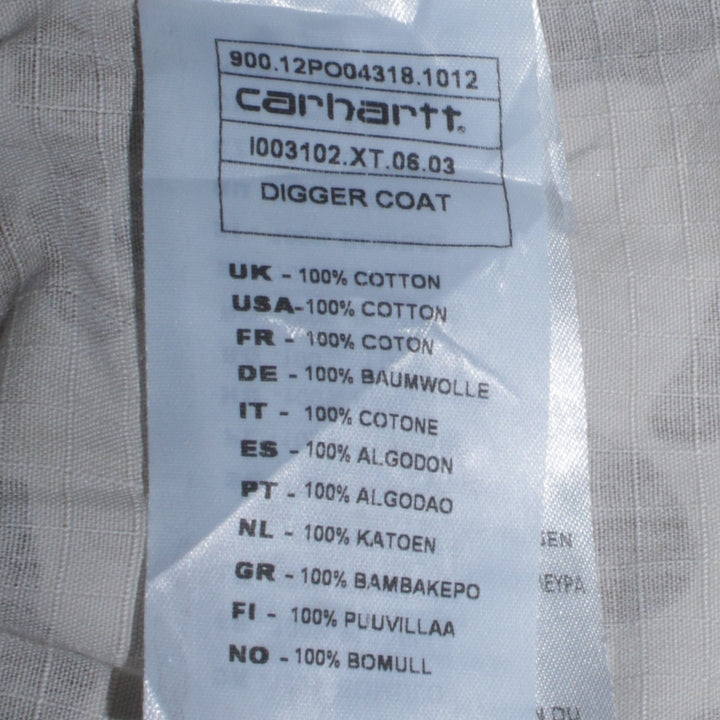 900.12PO04318.1012
carhartt®
I003102.XT.06.03
DIGGER COAT
UK - 100% COTTON
USA-100% COTTON
FR - 100% COTON
DE - 100% BAUMWOLLE
IT - 100% COTONE
ES - 100% ALGODON
PT - 100% ALGODAO
NL - 100% KATOEN
GR - 100% BAMBAKEPO
FI - 100% PUUVILLAA
NO - 100% BOMULL